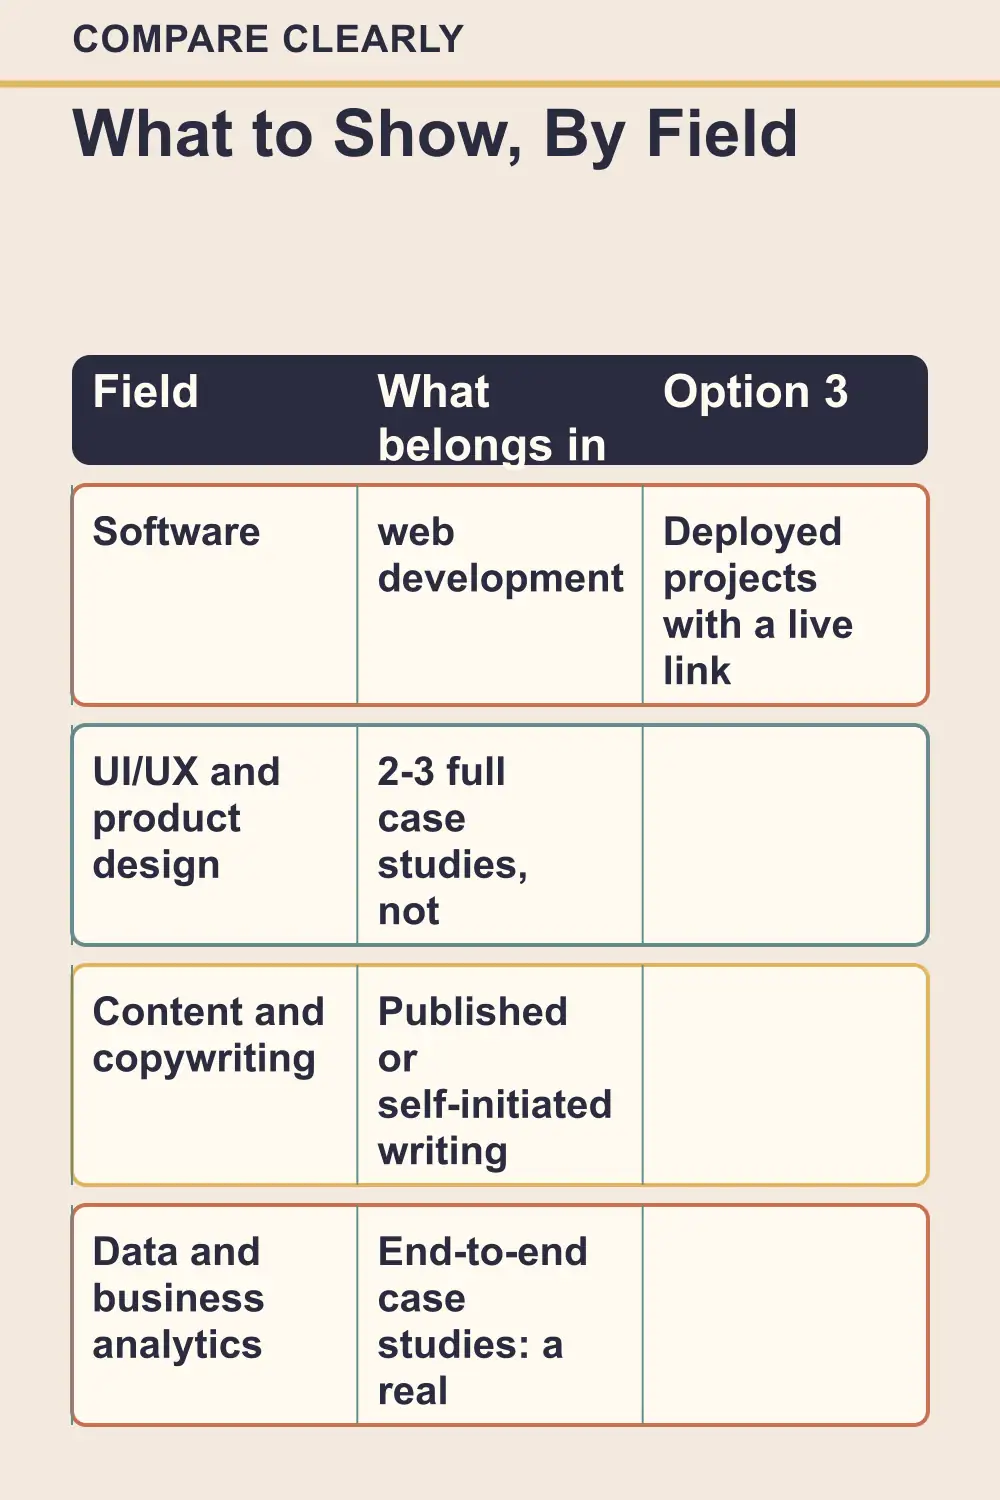 COMPARE CLEARLY
What to Show, By Field
Field
What
belongs in
Option 3
Software
web
development
Deployed
projects
with a live
link
UI/UX and
product
design
2-3 full
case
studies,
not
Content and
copywriting
Published
or
self-initiated
writing
Data and
business
analytics
End-to-end
case
studies: a
real